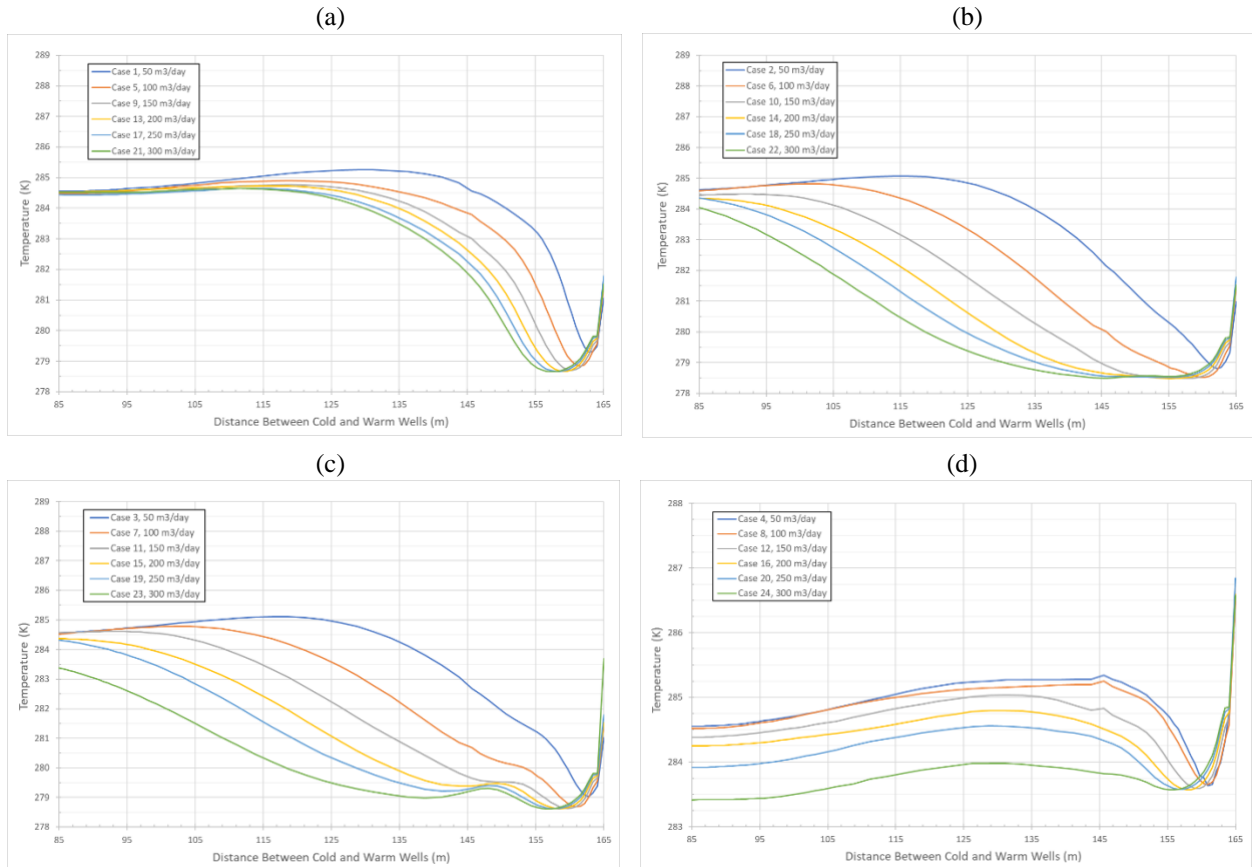 (a)
289
288
287
286
285
284
283
282
281
280
279
278
Temperature (K)
Case 1, 50 m3/day
Case 5, 100 m3/day
Case 9, 150 m3/day
Case 13, 200 m3/day
Case 17, 250 m3/day
Case 21, 300 m3/day
85 95 105 115 125 135 145 155 165
Distance Between Cold and Warm Wells (m)
(b)
289
288
287
286
285
284
283
282
281
280
279
278
Temperature (K)
Case 2, 50 m3/day
Case 6, 100 m3/day
Case 10, 150 m3/day
Case 14, 200 m3/day
Case 18, 250 m3/day
Case 22, 300 m3/day
85 95 105 115 125 135 145 155 165
Distance Between Cold and Warm Wells (m)
(c)
289
288
287
286
285
284
283
282
281
280
279
278
Temperature (K)
Case 3, 50 m3/day
Case 7, 100 m3/day
Case 11, 150 m3/day
Case 15, 200 m3/day
Case 19, 250 m3/day
Case 23, 300 m3/day
85 95 105 115 125 135 145 155 165
Distance Between Cold and Warm Wells (m)
(d)
288
287
286
285
284
283
Temperature (K)
Case 4, 50 m3/day
Case 8, 100 m3/day
Case 12, 150 m3/day
Case 16, 200 m3/day
Case 20, 250 m3/day
Case 24, 300 m3/day
85 95 105 115 125 135 145 155 165
Distance Between Cold and Warm Wells (m)